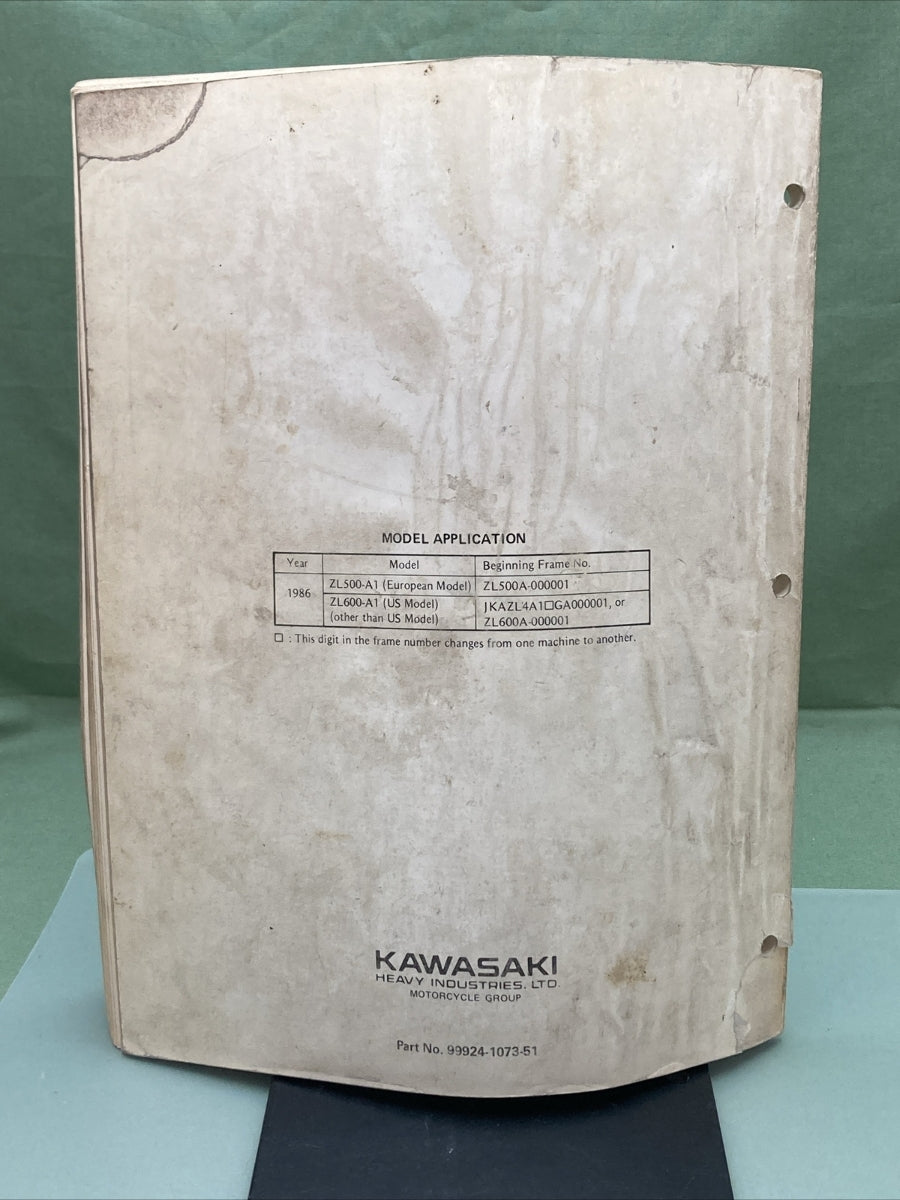 MODEL APPLICATION
Year Model Beginning Frame No.
1986 ZL500-A1 (European Model) ZL500A-000001
ZL600-A1 (US Model) JKAZL4A1□GA000001, or
(other than US Model) ZL600A-000001
□ : This digit in the frame number changes from one machine to another.
KAWASAKI
HEAVY INDUSTRIES, LTD.
MOTORCYCLE GROUP
Part No. 99924-1073-51